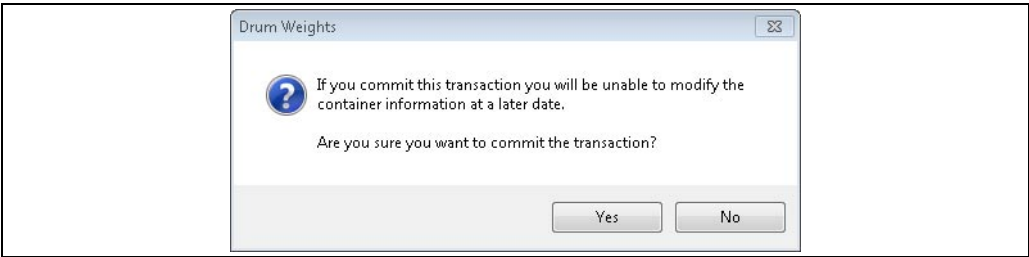 Drum Weights
If you commit this transaction you will be unable to modify the
container information at a later date.
Are you sure you want to commit the transaction?
Yes No